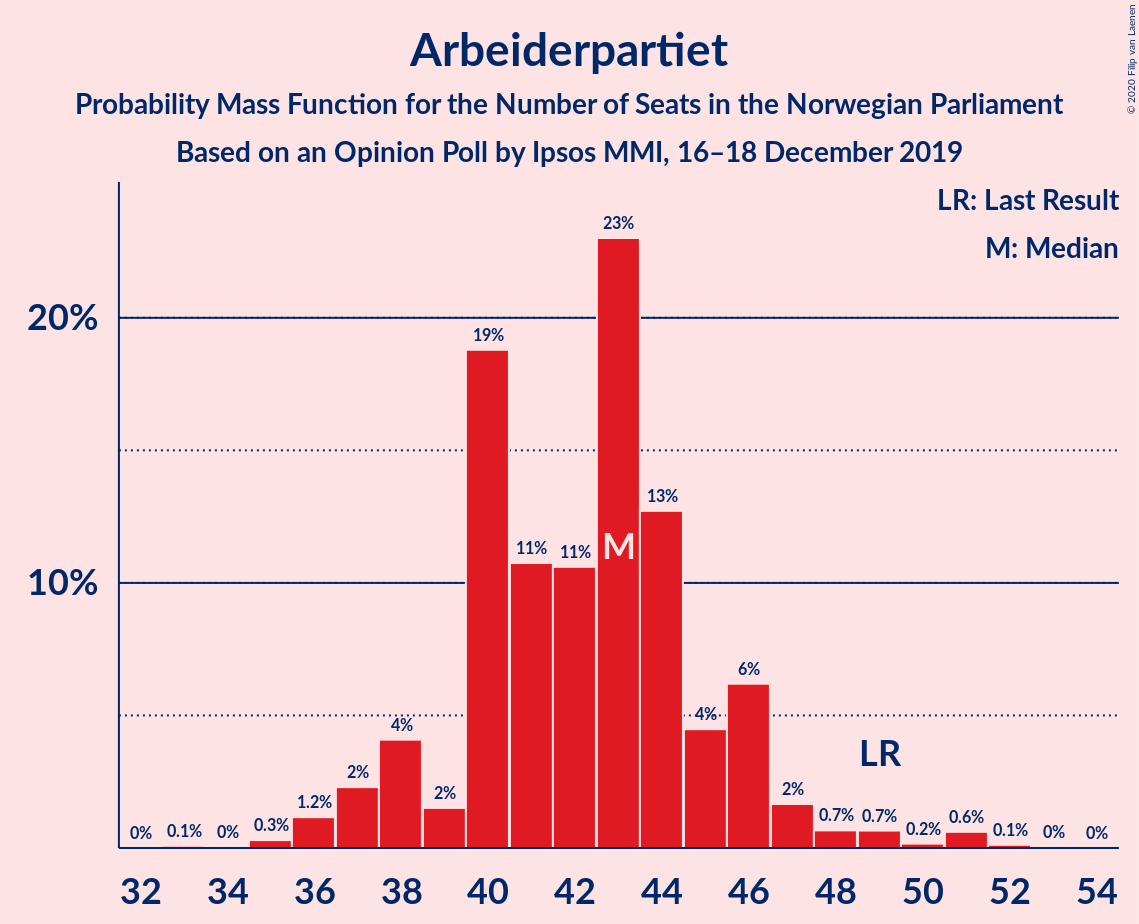 Arbeiderpartiet
Probability Mass Function for the Number of Seats in the Norwegian Parliament
Based on an Opinion Poll by Ipsos MMI, 16–18 December 2019
© 2020 Filip van Laenen
LR: Last Result
M: Median
20%
10%
0%
0.1%
0%
0.3%
1.2%
2%
4%
2%
19%
11%
11%
23%
M
13%
4%
6%
2%
0.7%
LR
0.7%
0.2%
0.6%
0.1%
0%
0%
32 34 36 38 40 42 44 46 48 50 52 54